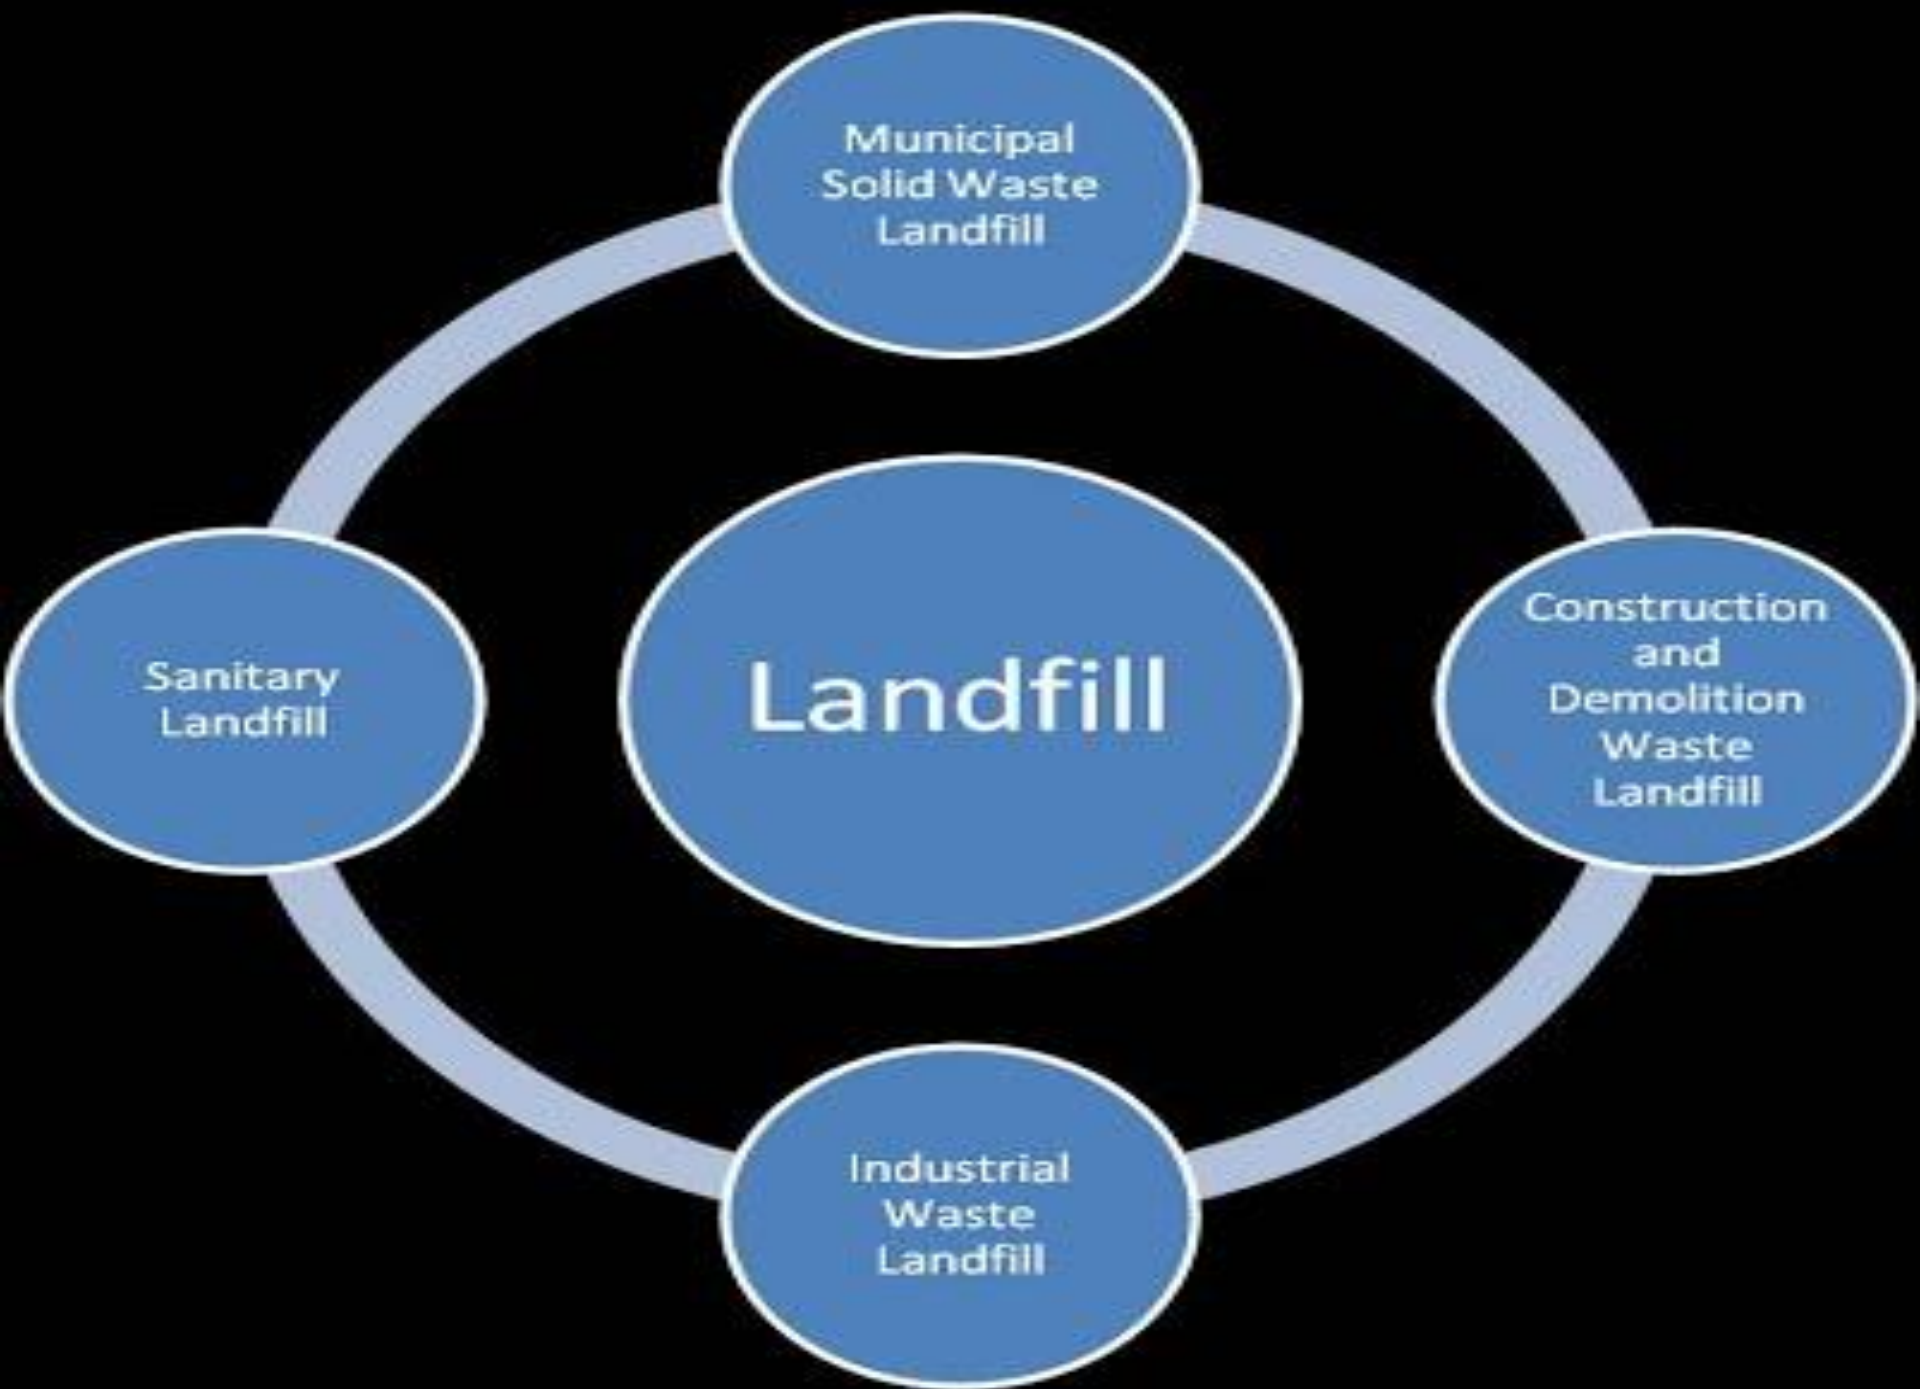 Municipal
Solid Waste
Landfill
Sanitary
Landfill
Landfill
Construction
and
Demolition
Waste
Landfill
Industrial
Waste
Landfill